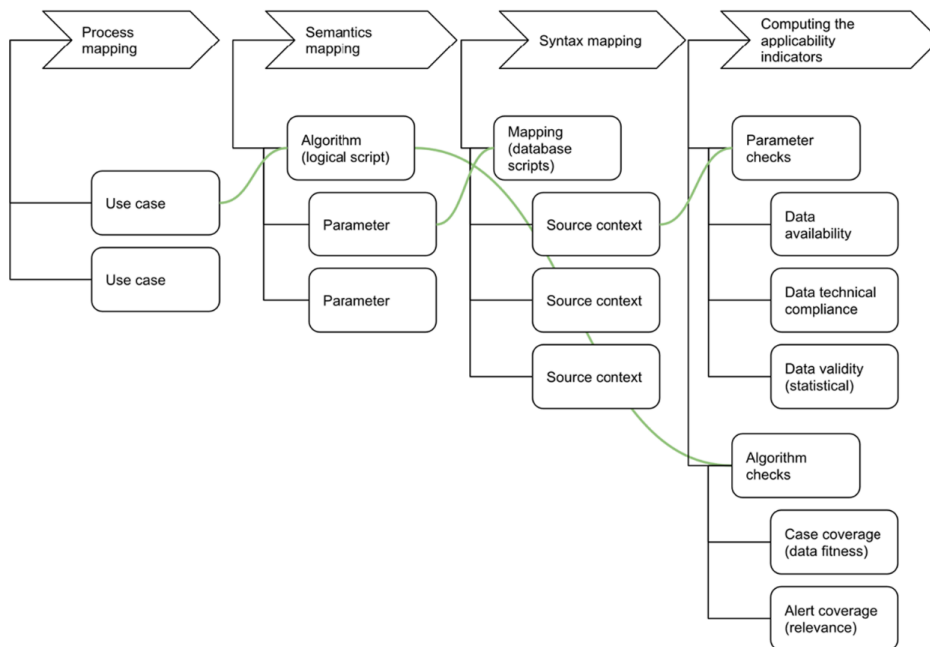 Process
mapping
Semantics
mapping
Syntax mapping
Computing the
applicability
indicators
Use case
Use case
Algorithm
(logical script)
Parameter
Parameter
Mapping
(database
scripts)
Source context
Source context
Source context
Parameter
checks
Data
availability
Data technical
compliance
Data validity
(statistical)
Algorithm
checks
Case coverage
(data fitness)
Alert coverage
(relevance)